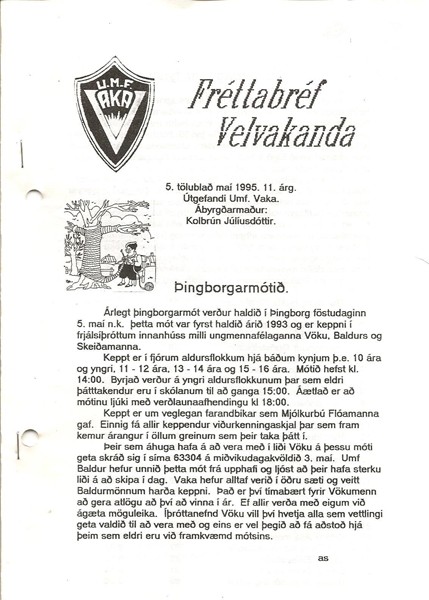 U.M.F.
VAKA
Fréttabréf
Velvakanda
5. tölublað maí 1995. 11. árg.
Útgefandi Umf. Vaka.
Ábyrgðarmaður:
Kolbrún Júlíusdóttir.
Þingborgarmótið.
Árlegt þingborgarmót verður haldið í Þingborg föstudaginn
5. maí n.k. þetta mót var fyrst haldið árið 1993 og er keppni í
frjálsíþróttum innanhúss milli ungmennafélaganna Vöku, Baldurs og
Skeiðamanna.
Keppt er í fjórum aldursflokkum hjá báðum kynjum þ.e. 10 ára
og yngri, 11 - 12 ára, 13 - 14 ára og 15 - 16 ára. Mótið hefst kl.
14:00. Byrjað verður á yngri aldursflokkunum þar sem eldri
þátttakendur eru í skólanum til að ganga 15:00. Áætlað er að
mótinu ljúki með verðlaunaafhendingu kl 18:00.
Keppt er um veglegan farandbikar sem Mjólkurbú Flóamanna
gaf. Einnig fá allir keppendur viðurkenningaskjal þar sem fram
kemur árangur í öllum greinum sem þeir taka þátt í.
Þeir sem áhuga hafa á að vera með í liði Vöku á þessu móti
geta skráð sig í síma 63304 á miðvikudagakvöldið 3. maí. Umf
Baldur hefur unnið þetta mót frá upphafi og ljóst að þeir hafa sterku
liði á að skipa í dag. Vaka hefur alltaf verið í öðru sæti og veitt
Baldurmönnum harða keppni. Það er því tímabært fyrir Vökumenn
að gera atlögu að því að vinna í ár. Ef allir verða með eigum við
ágæta möguleika. Íþróttanefnd Vöku vill því hvetja alla sem vettlingi
geta valdið til að vera með og eins er vel þegið að fá aðstoð hjá
þeim sem eldri eru við framkvæmd mótsins.
as